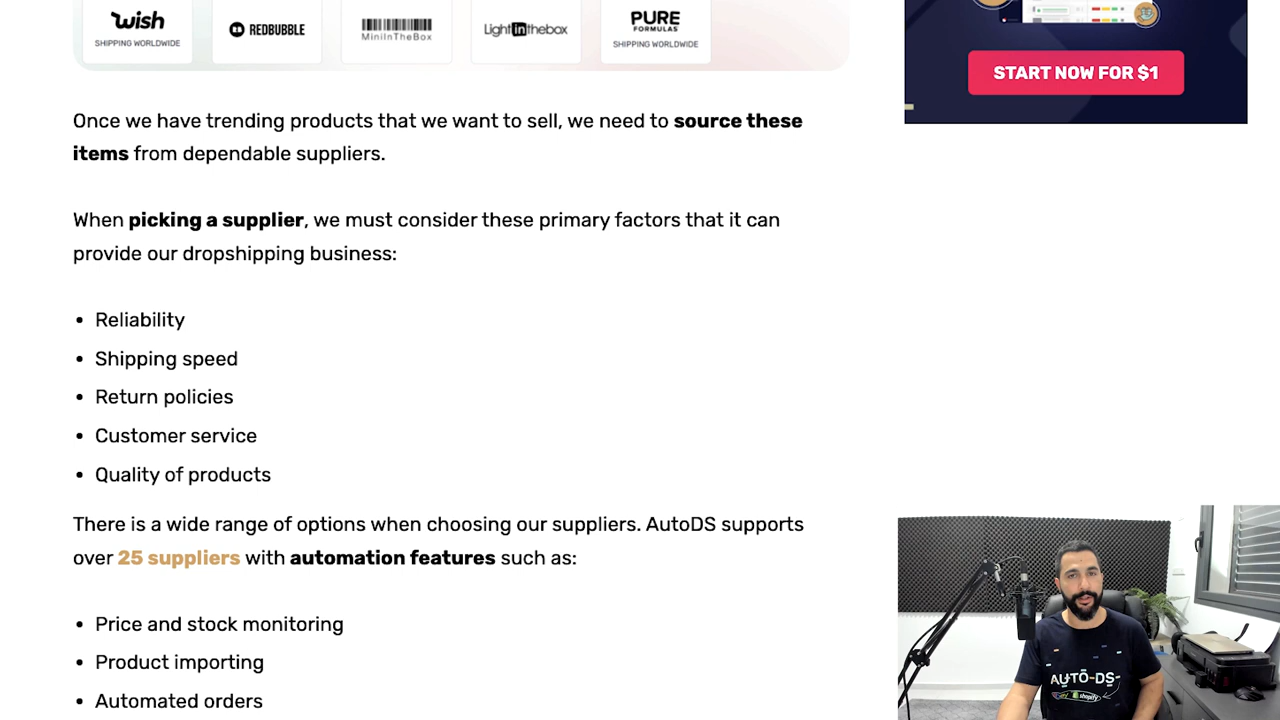 wish
SHIPPING WORLDWIDE
REDBUBBLE
MiniInTheBox
Lightinthebox
PURE
FORMULAS
SHIPPING WORLDWIDE
START NOW FOR $1
Once we have trending products that we want to sell, we need to source these
items from dependable suppliers.
When picking a supplier, we must consider these primary factors that it can
provide our dropshipping business:
• Reliability
• Shipping speed
• Return policies
• Customer service
• Quality of products
There is a wide range of options when choosing our suppliers. AutoDS supports
over 25 suppliers with automation features such as:
• Price and stock monitoring
• Product importing
• Automated orders
AUTO-DS
shopify